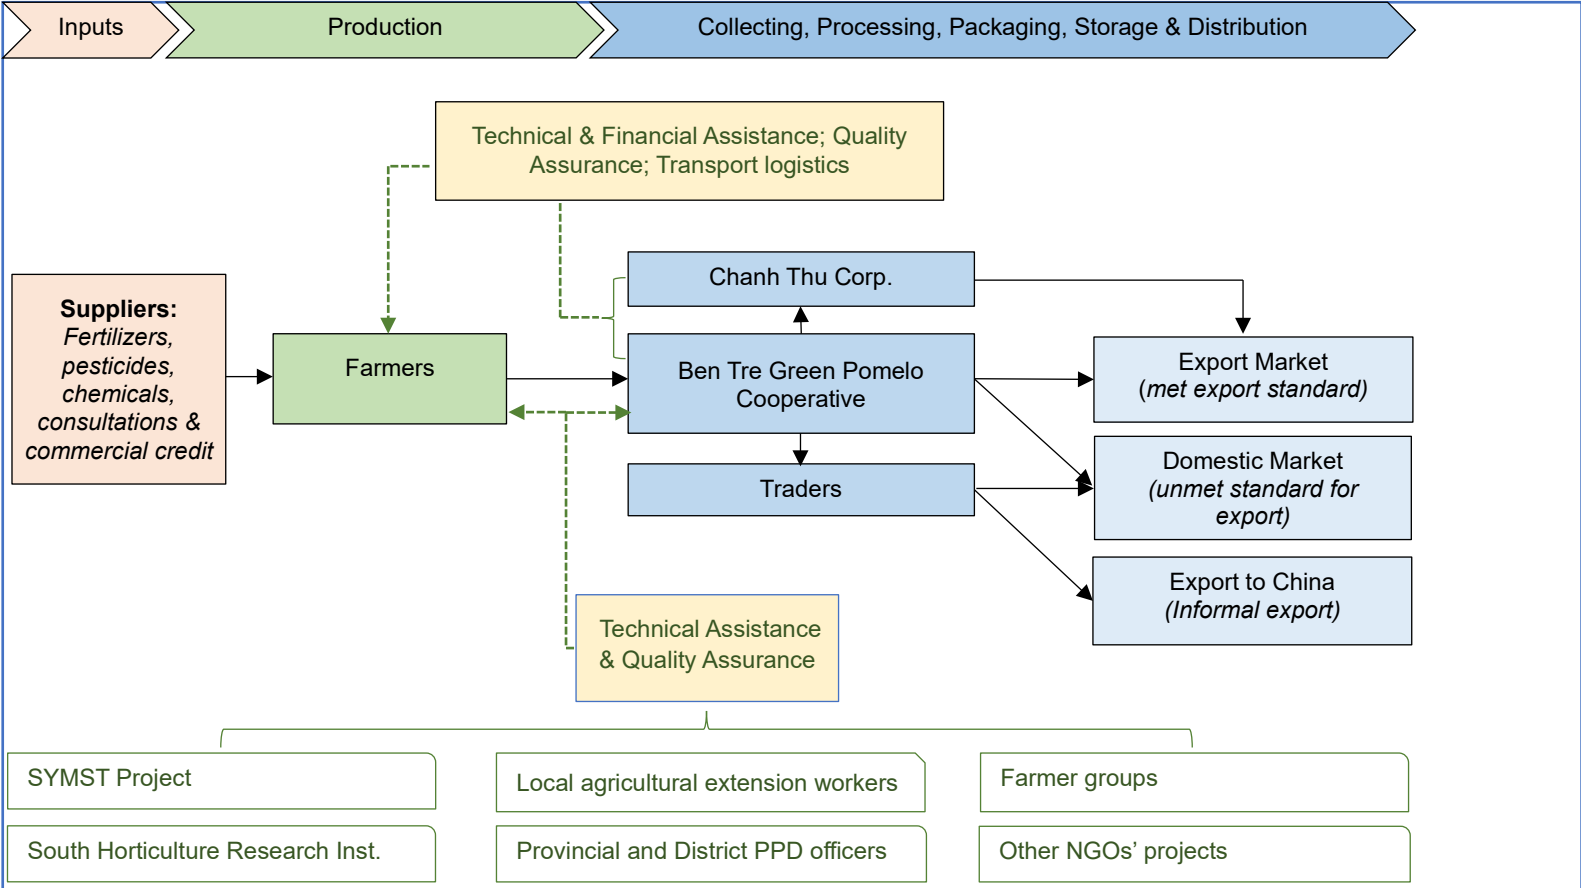 Inputs
Production
Collecting, Processing, Packaging, Storage & Distribution
Technical & Financial Assistance; Quality
Assurance; Transport logistics
Suppliers:
Fertilizers,
pesticides,
chemicals,
consultations &
commercial credit
Farmers
Chanh Thu Corp.
Ben Tre Green Pomelo
Cooperative
Traders
Export Market
(met export standard)
Domestic Market
(unmet standard for
export)
Export to China
(Informal export)
Technical Assistance
& Quality Assurance
SYMST Project
Local agricultural extension workers
Farmer groups
South Horticulture Research Inst.
Provincial and District PPD officers
Other NGOs’ projects